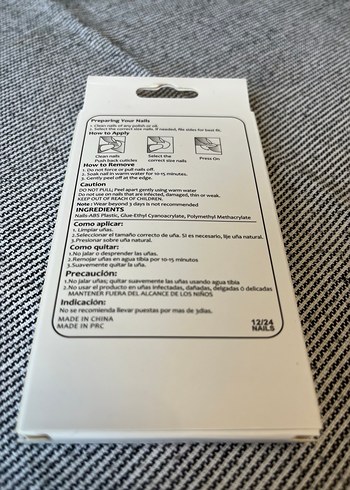 Preparing Your Nails
1. Clean nails of any polish or oil.
2. Select the correct size nails. If needed, file sides for best fit.
How to Apply
Clean nails
Push back cuticles
Select the
correct size nails
Press On
How to Remove
1. Do not force or pull nails off.
2. Soak nail in warm water for 10-15 minutes.
3. Gently peel off at the edge.
Caution
DO NOT PULL! Peel apart gently using warm water
Do not use on nails that are infected, damaged, thin or weak.
KEEP OUT OF REACH OF CHILDREN.
Note: Wear beyond 3 days is not recommended
INGREDIENTS
Nails-ABS Plastic, Glue-Ethyl Cyanoacrylate, Polymethyl Methacrylate
Como aplicar:
1. Limpiar uñas.
2.Seleccionar el tamaño correcto de uña. Si es necesario, lije uña natural.
3.Presionar sobre uña natural.
Como quitar:
1.No jalar o desprender las uñas.
2.Remojar uñas en agua tibia por 10-15 minutos
3.Suavemente quitar la uña.
Precaución:
1.No jalar uñas; quitar suavemente las uñas usando agua tibia
2.No usar el producto en uñas infectadas, dañadas, delgadas ó delicadas
MANTENER FUERA DEL ALCANCE DE LOS NIÑOS
Indicación:
No se recomienda llevar puestas por mas de 3días.
MADE IN CHINA
MADE IN PRC
12/24
NAILS